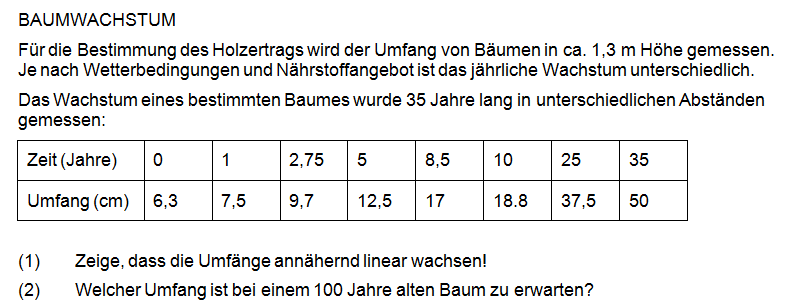 BAUMWACHSTUM
Für die Bestimmung des Holzertrags wird der Umfang von Bäumen in ca. 1,3 m Höhe gemessen.
Je nach Wetterbedingungen und Nährstoffangebot ist das jährliche Wachstum unterschiedlich.
Das Wachstum eines bestimmten Baumes wurde 35 Jahre lang in unterschiedlichen Abständen
gemessen:
Zeit (Jahre) 0 1 2,75 5 8,5 10 25 35
Umfang (cm) 6,3 7,5 9,7 12,5 17 18.8 37,5 50
(1) Zeige, dass die Umfänge annähernd linear wachsen!
(2) Welcher Umfang ist bei einem 100 Jahre alten Baum zu erwarten?